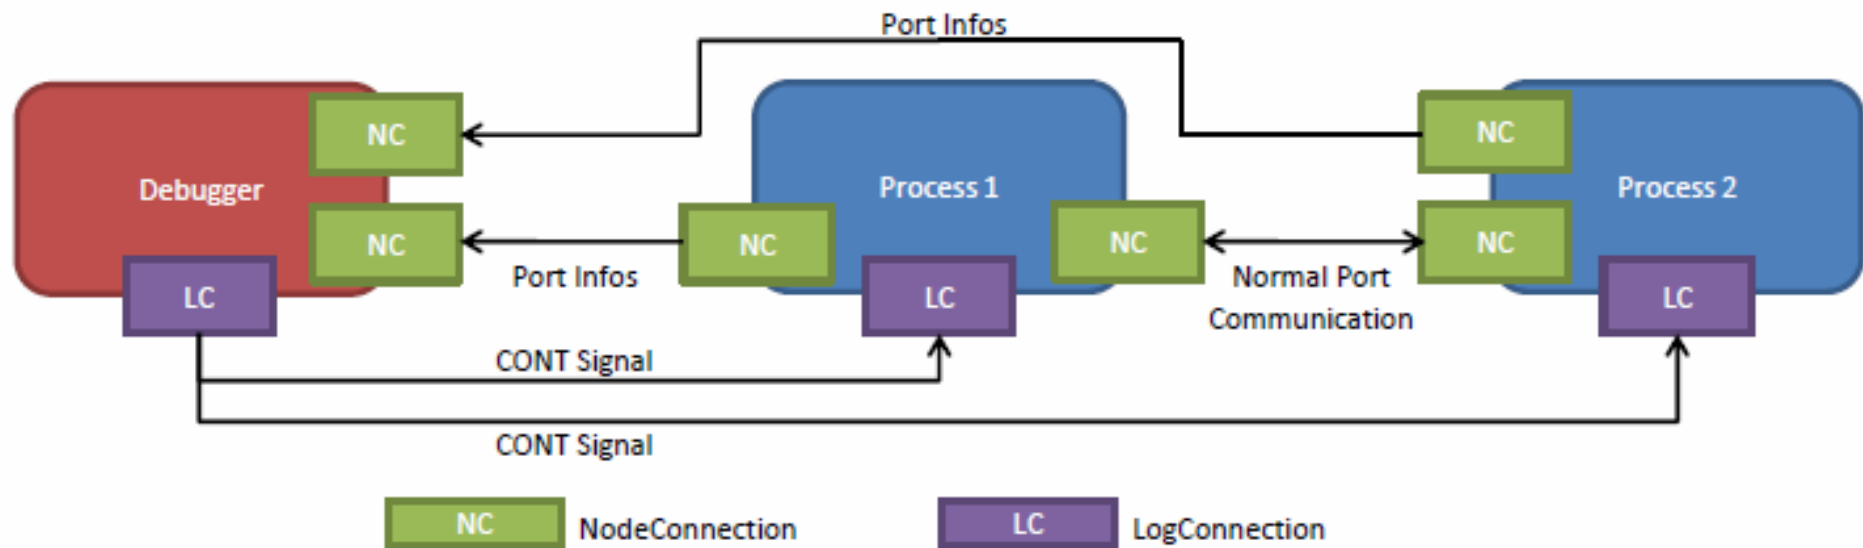 Port Infos
NC
NC
Debugger
Process 1
Process 2
NC
NC
NC
NC
LC
Port Infos
LC
Normal Port
Communication
LC
CONT Signal
CONT Signal
NC NodeConnection
LC LogConnection